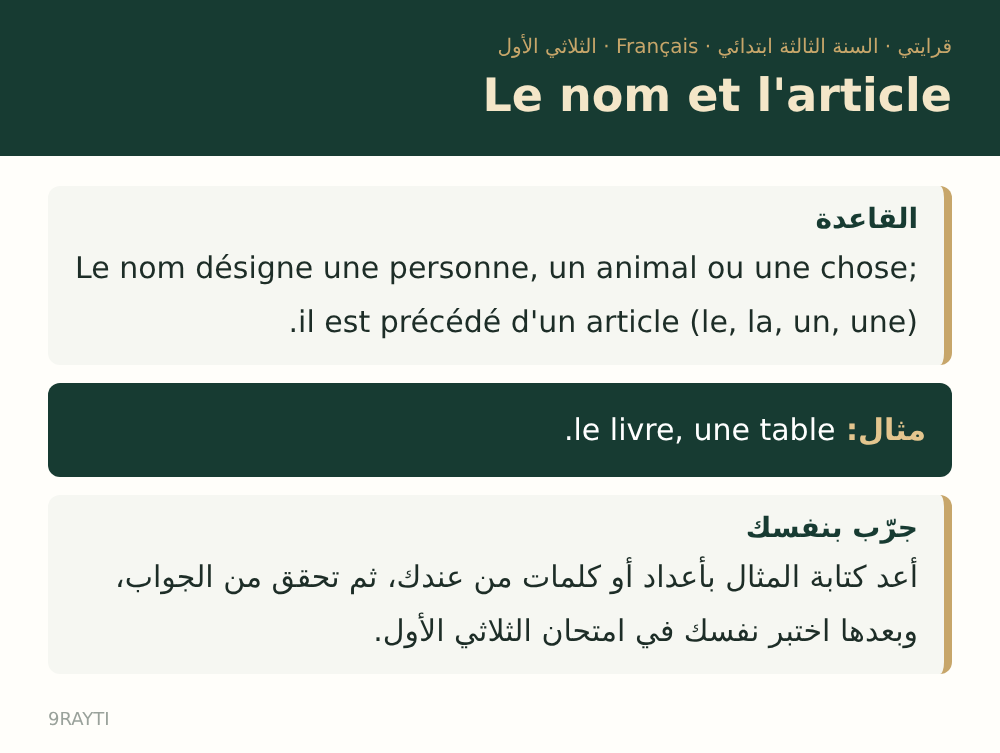 قرايتي · السنة الثالثة ابتدائي · Français · الثلاثي الأول
Le nom et l'article
القاعدة
Le nom désigne une personne, un animal ou une chose;
il est précédé d'un article (le, la, un, une).
مثال: le livre, une table.
جرّب بنفسك
أعد كتابة المثال بأعداد أو كلمات من عندك، ثم تحقق من الجواب،
وبعدها اختبر نفسك في امتحان الثلاثي الأول.
9RAYTI